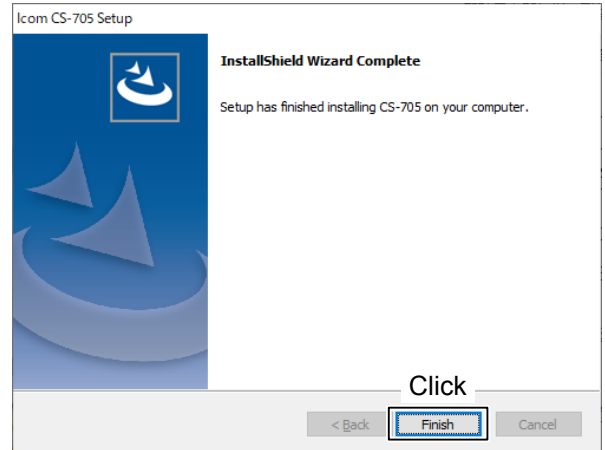 Icom CS-705 Setup
InstallShield Wizard Complete
Setup has finished installing CS-705 on your computer.
Click
< Back Finish Cancel